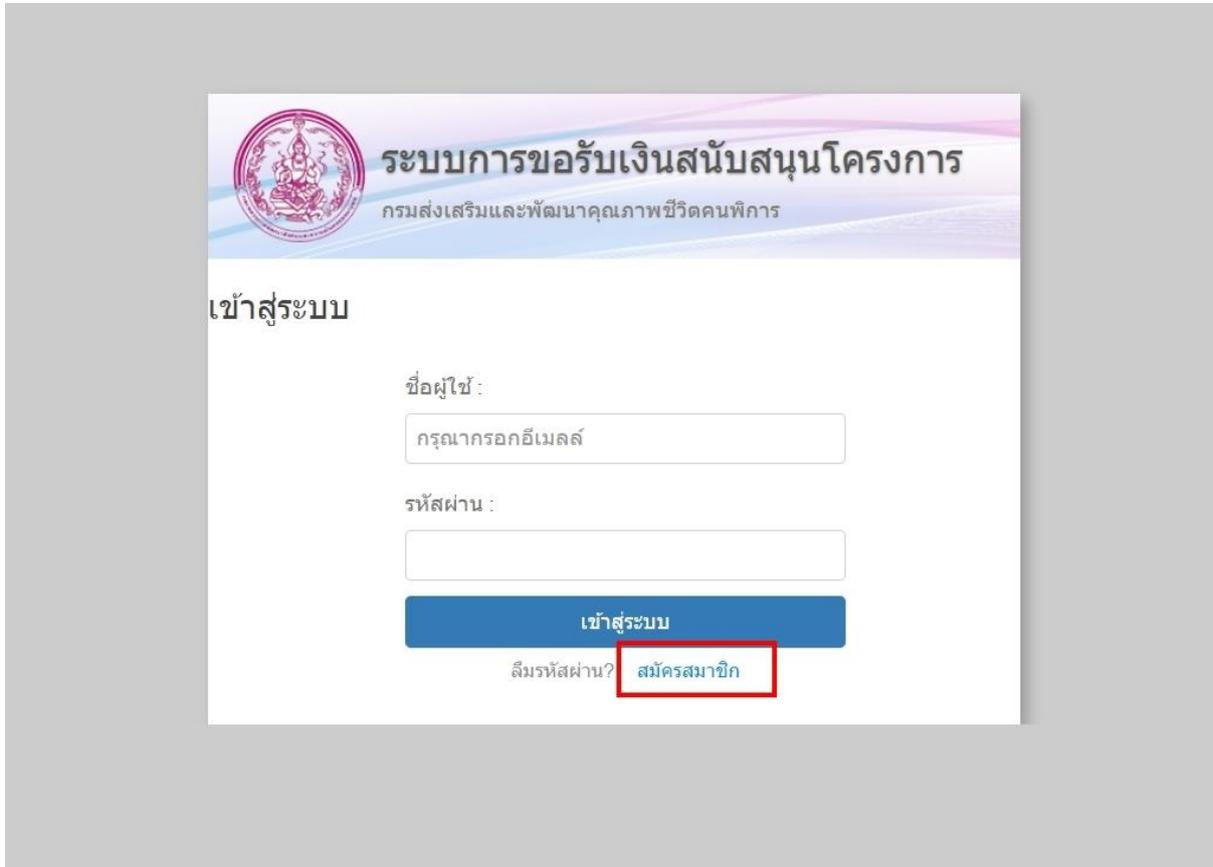 ระบบการขอรับเงินสนับสนุนโครงการ
กรมส่งเสริมและพัฒนาคุณภาพชีวิตคนพิการ
เข้าสู่ระบบ
ชื่อผู้ใช้ :
กรุณากรอกอีเมลล์
รหัสผ่าน :
เข้าสู่ระบบ
ลืมรหัสผ่าน? สมัครสมาชิก